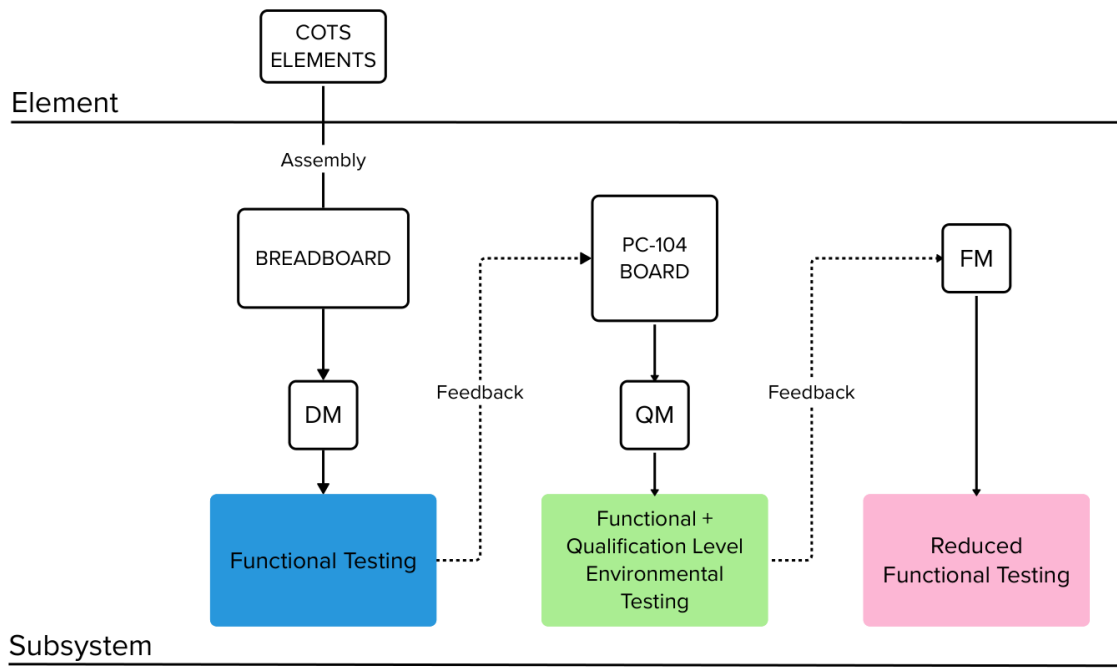 COTS
ELEMENTS
Element
Assembly
BREADBOARD
PC-104
BOARD
FM
DM
Feedback
QM
Feedback
Functional Testing
Functional +
Qualification Level
Environmental
Testing
Reduced
Functional Testing
Subsystem